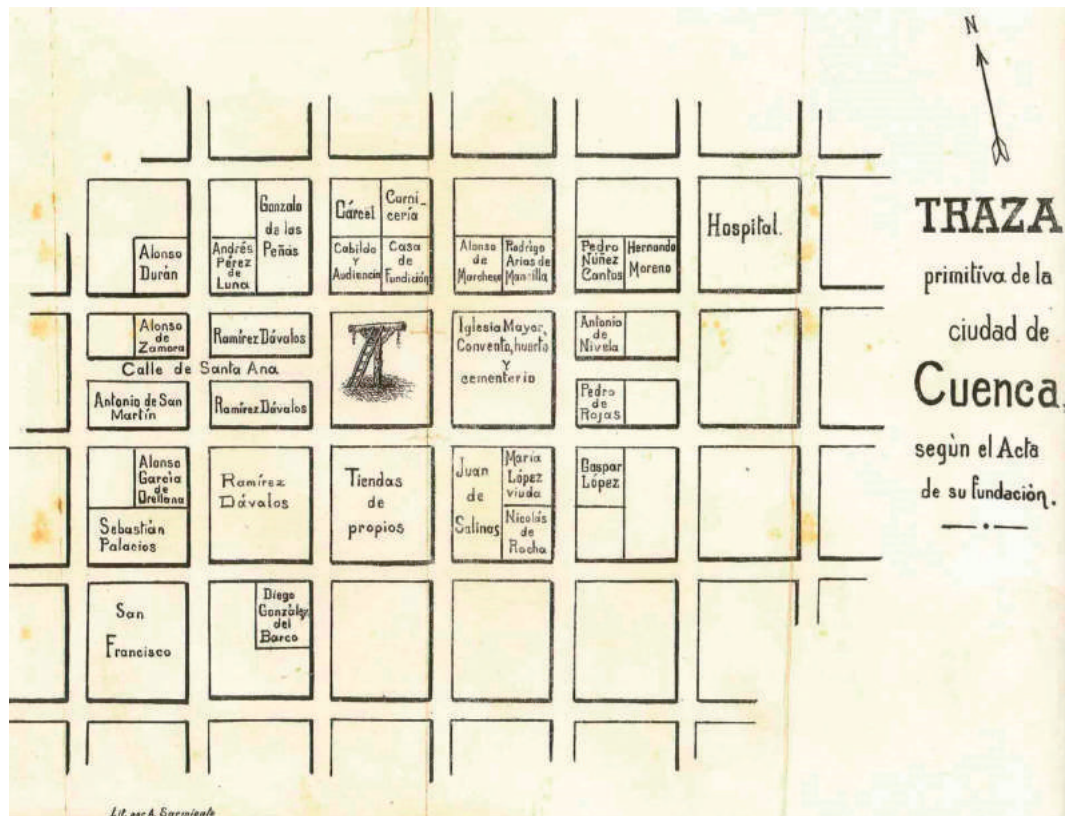 N
TRAZA
primitiva de la
ciudad de
Cuenca,
según el Acta
de su fundación.
Alonso
Durán
Andrés
Pérez
de
Luna
Gonzalo
de las
Peñas
Cárcel
Carni-
cería
Cabildo
y
Audiencia
Casa
de
Fundición
Alonso
de
Marchena
Rodrigo
Arias de
Mansilla
Pedro
Núñez
Cantos
Hernando
Moreno
Hospital.
Alonso
de
Zamora
Ramírez Dávalos
Calle de Santa Ana
Antonio de San
Martín
Ramírez Dávalos
Iglesia Mayor,
Convento, huerto
y
cementerio
Antonio
de
Nivela
Pedro
de
Rojas
Alonso
García
de
Orellana
Sebastián
Palacios
Ramírez
Dávalos
Tiendas
de
propios
Juan
de
Salinas
María
López
viuda
Nicolás
de
Rocha
Gaspar
López
San
Francisco
Diego
González
del
Barco
Lit. por A. Sarmiento